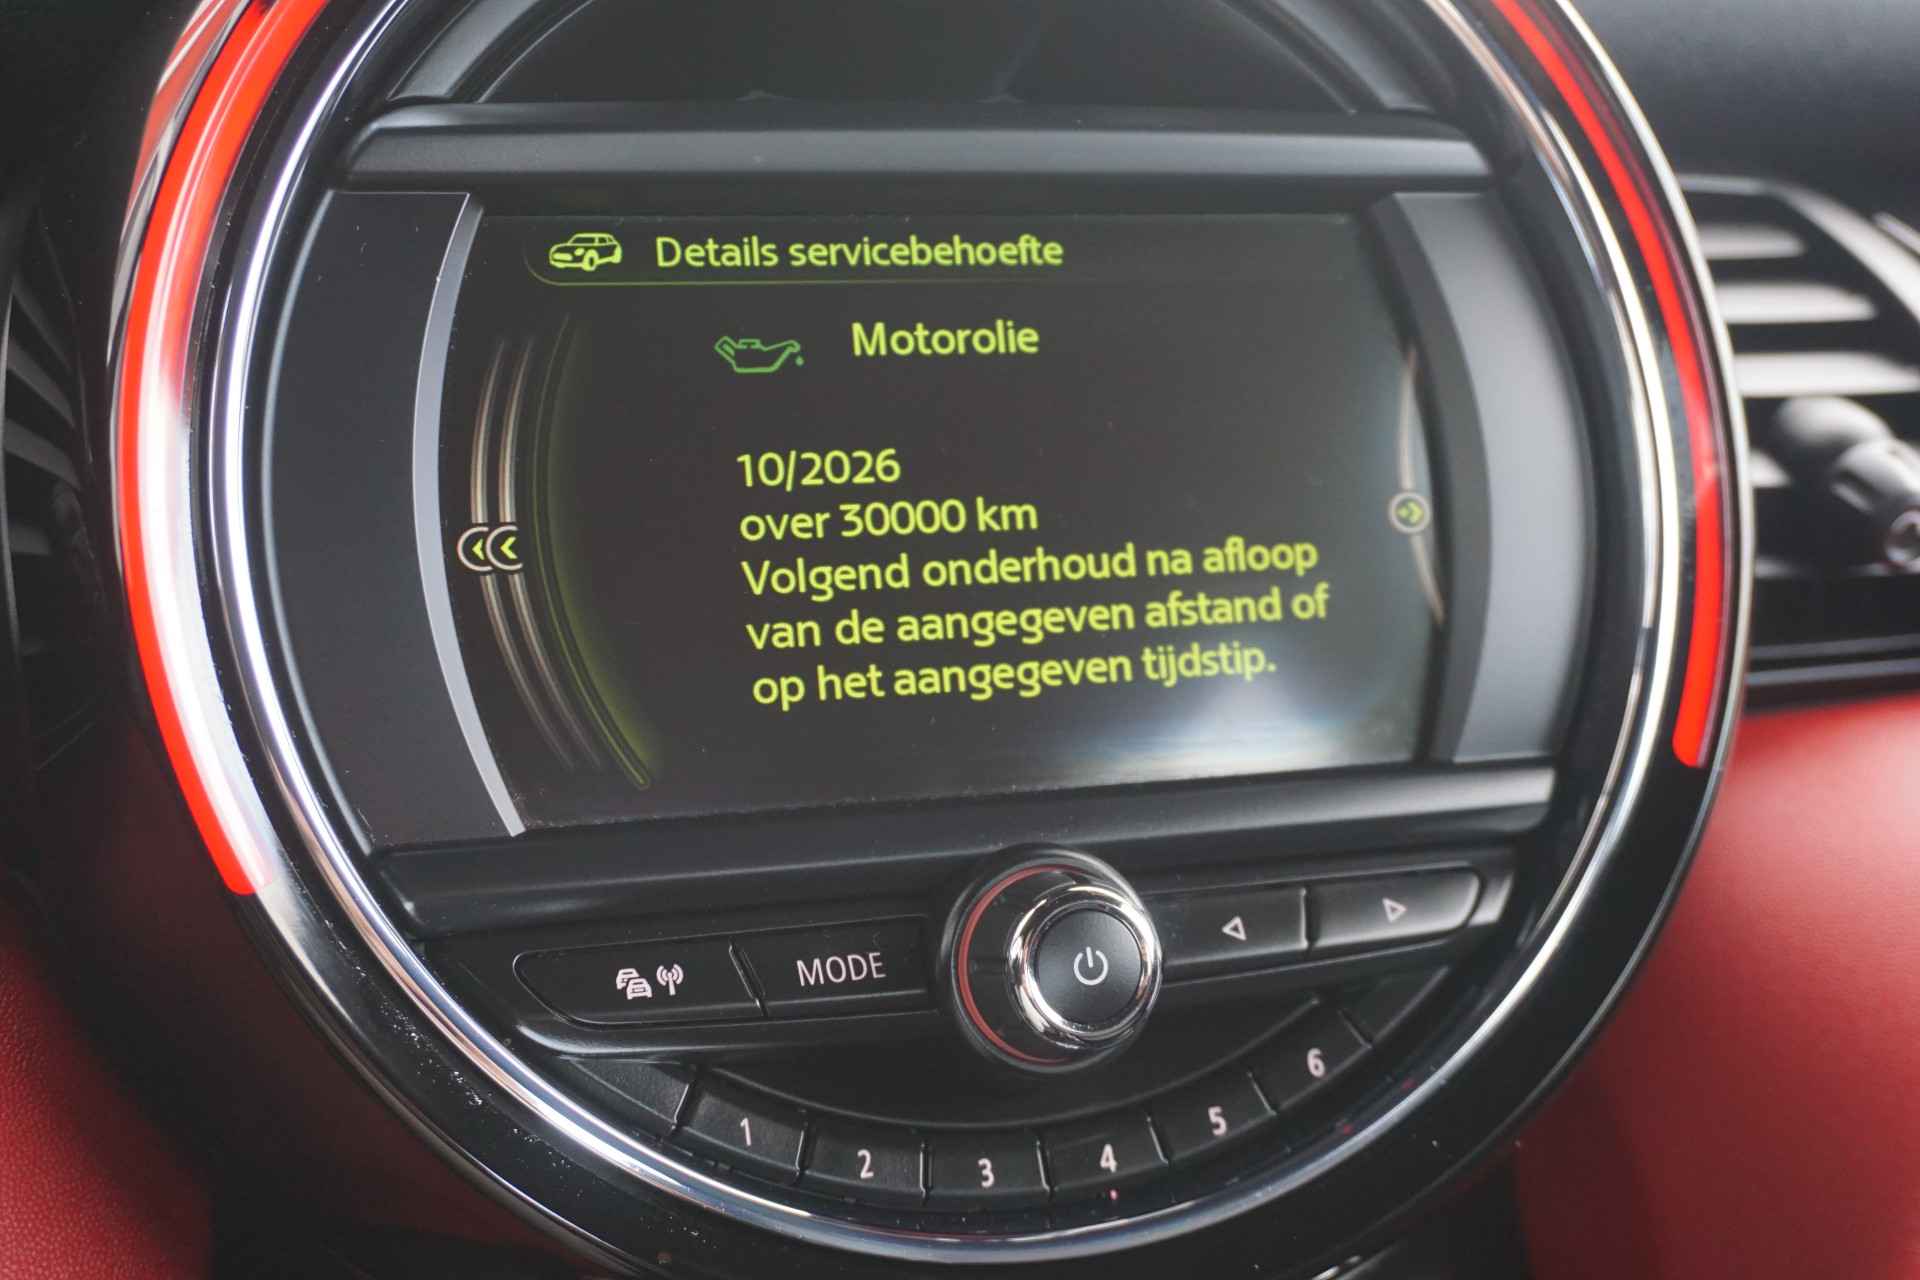 Details servicebehoefte
Motorolie
10/2026
over 30000 km
Volgend onderhoud na afloop
van de aangegeven afstand of
op het aangegeven tijdstip.
MODE
1 2 3 4 5 6